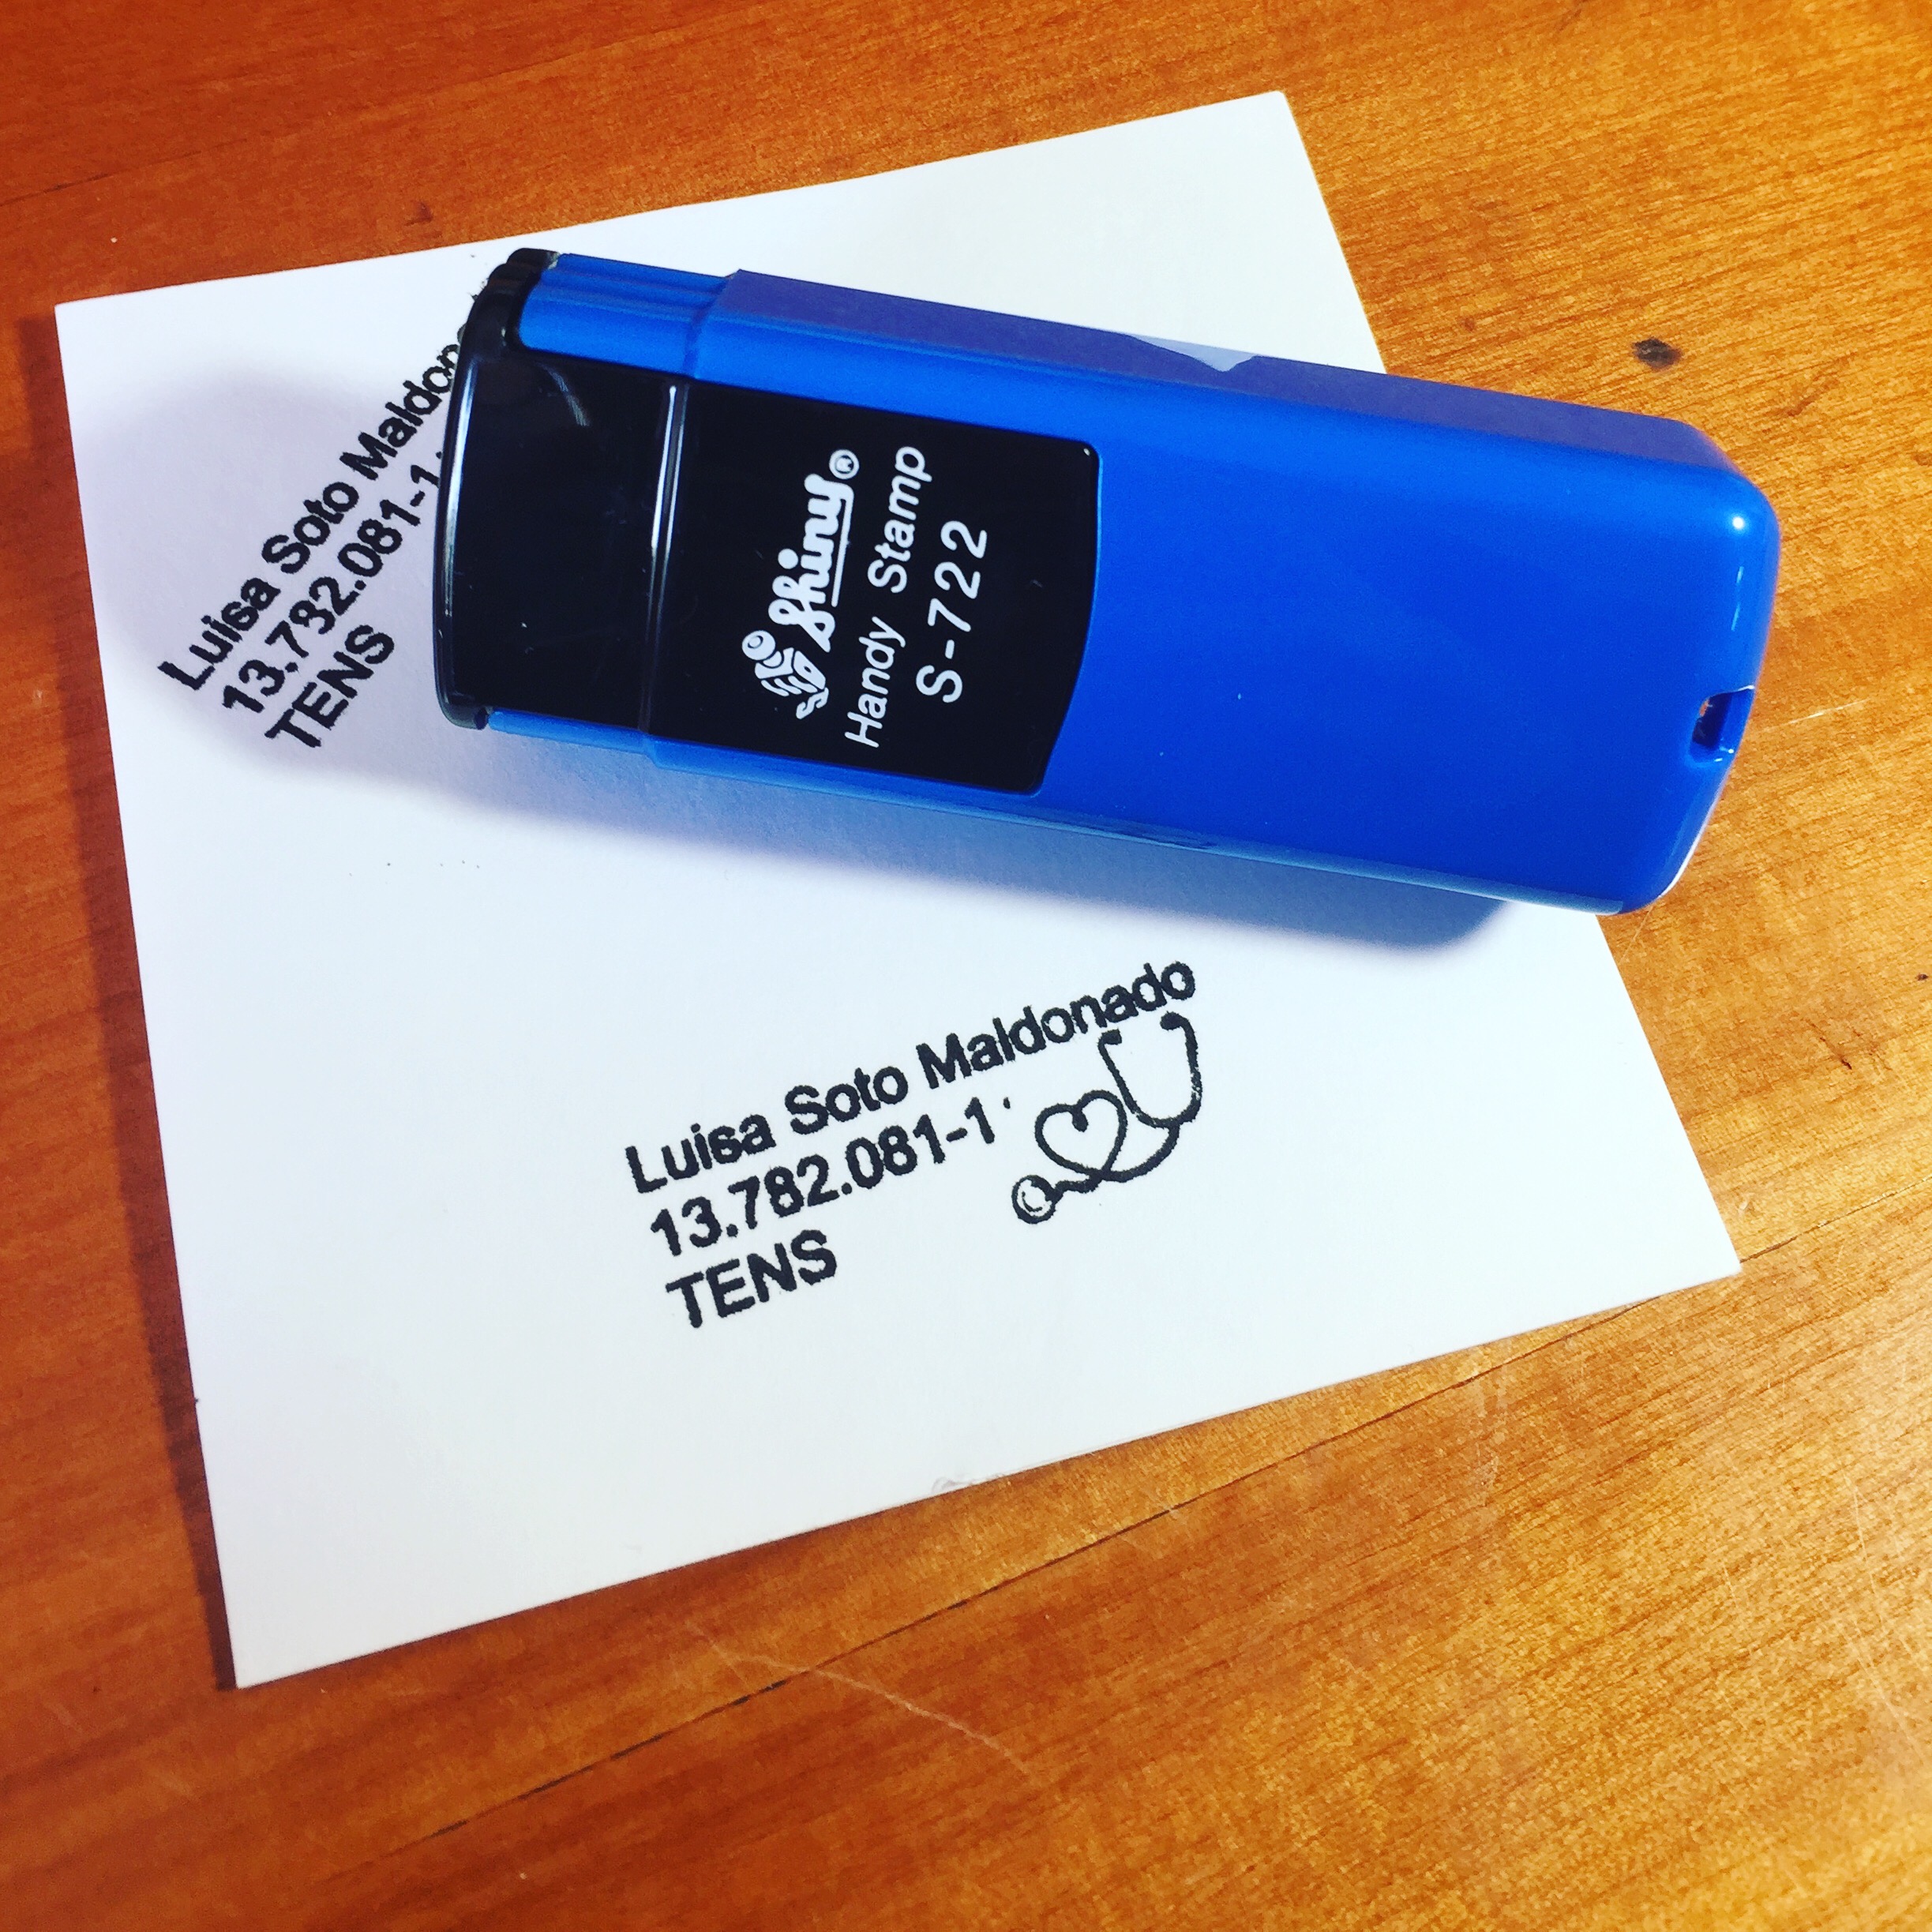 Luisa Soto Maldon
13.782.081-1
TENS
Shiny®
Handy Stamp
S-722
Luisa Soto Maldonado
13.782.081-1
TENS